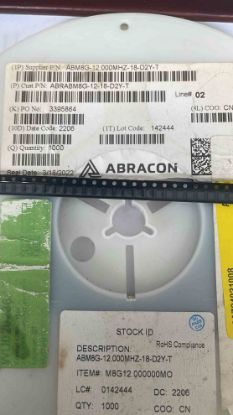 (1P) Supplier P/N: ABM8G-12.000MHZ-18-D2Y-T
(P) Cust P/N: ABRABM8G-12-18-D2Y-T
Line# 02
(K) PO No: 3395864
(4L) COO: CN
(10D) Date Code: 2206
(1T) Lot Code: 142444
(Q) Quantity: 1000
ABRACON
Seal Date: 3/15/2022
STOCK ID
RoHS Compliance
DESCRIPTION:
ABM8G-12.000MHZ-18-D2Y-T
ITEM#: M8G12.000000MO
LC#: 0142444
DC: 2206
QTY: 1000
COO: CN